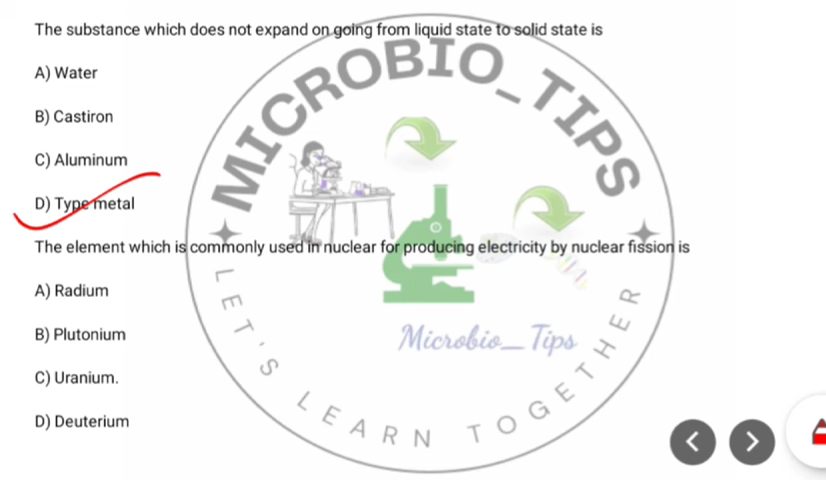 The substance which does not expand on going from liquid state to solid state is
A) Water
B) Castiron
C) Aluminum
D) Type metal
The element which is commonly used in nuclear for producing electricity by nuclear fission is
A) Radium
B) Plutonium
C) Uranium.
D) Deuterium
MICROBIO_TIPS
Microbio_Tips
LET'S LEARN TOGETHER